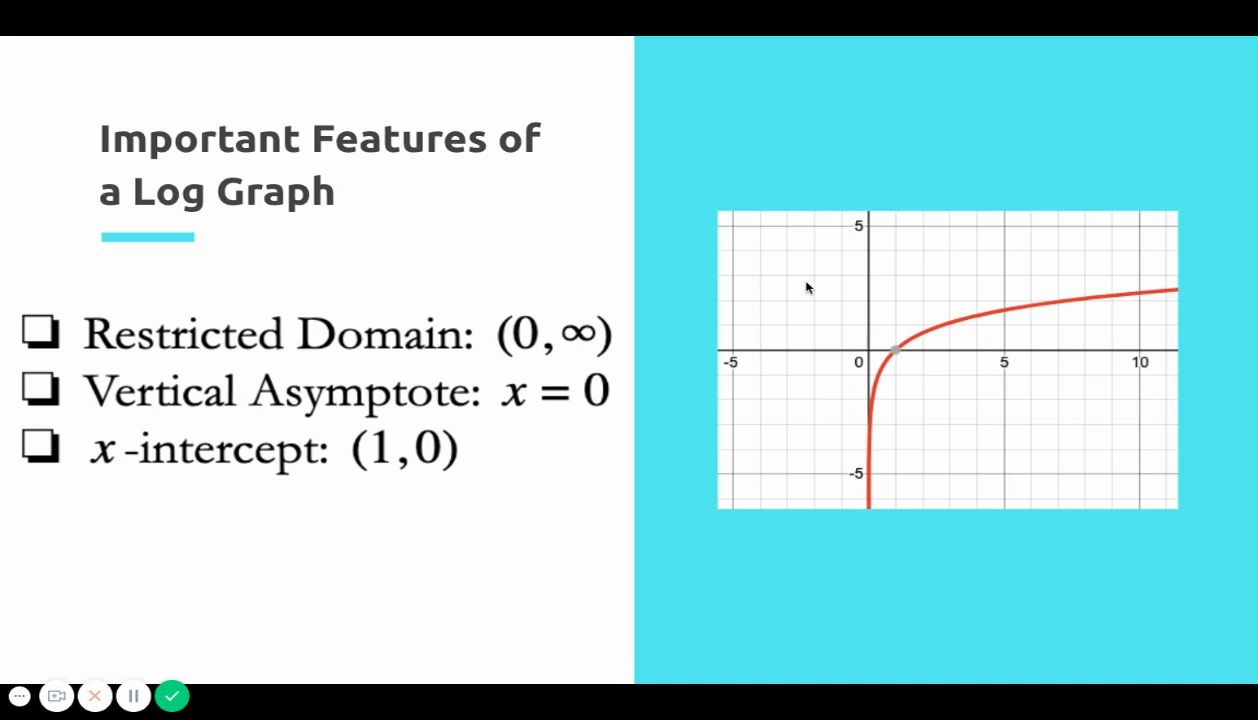 Important Features of
a Log Graph
❏ Restricted Domain: (0,∞)
❏ Vertical Asymptote: x = 0
❏ x-intercept: (1,0)
5
-5
0
5
10
-5